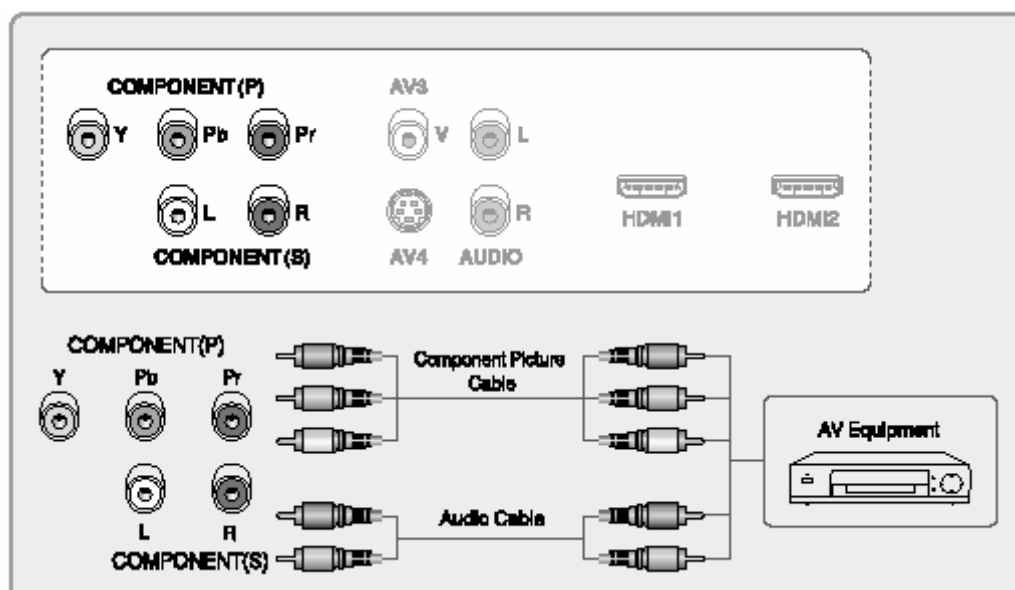 COMPONENT(P)
AV3
Y
Pb
Pr
V
L
L
R
R
HDMI1
HDMI2
COMPONENT(S)
AV4
AUDIO
COMPONENT(P)
Y
Pb
Pr
Component Picture
Cable
AV Equipment
L
R
Audio Cable
COMPONENT(S)